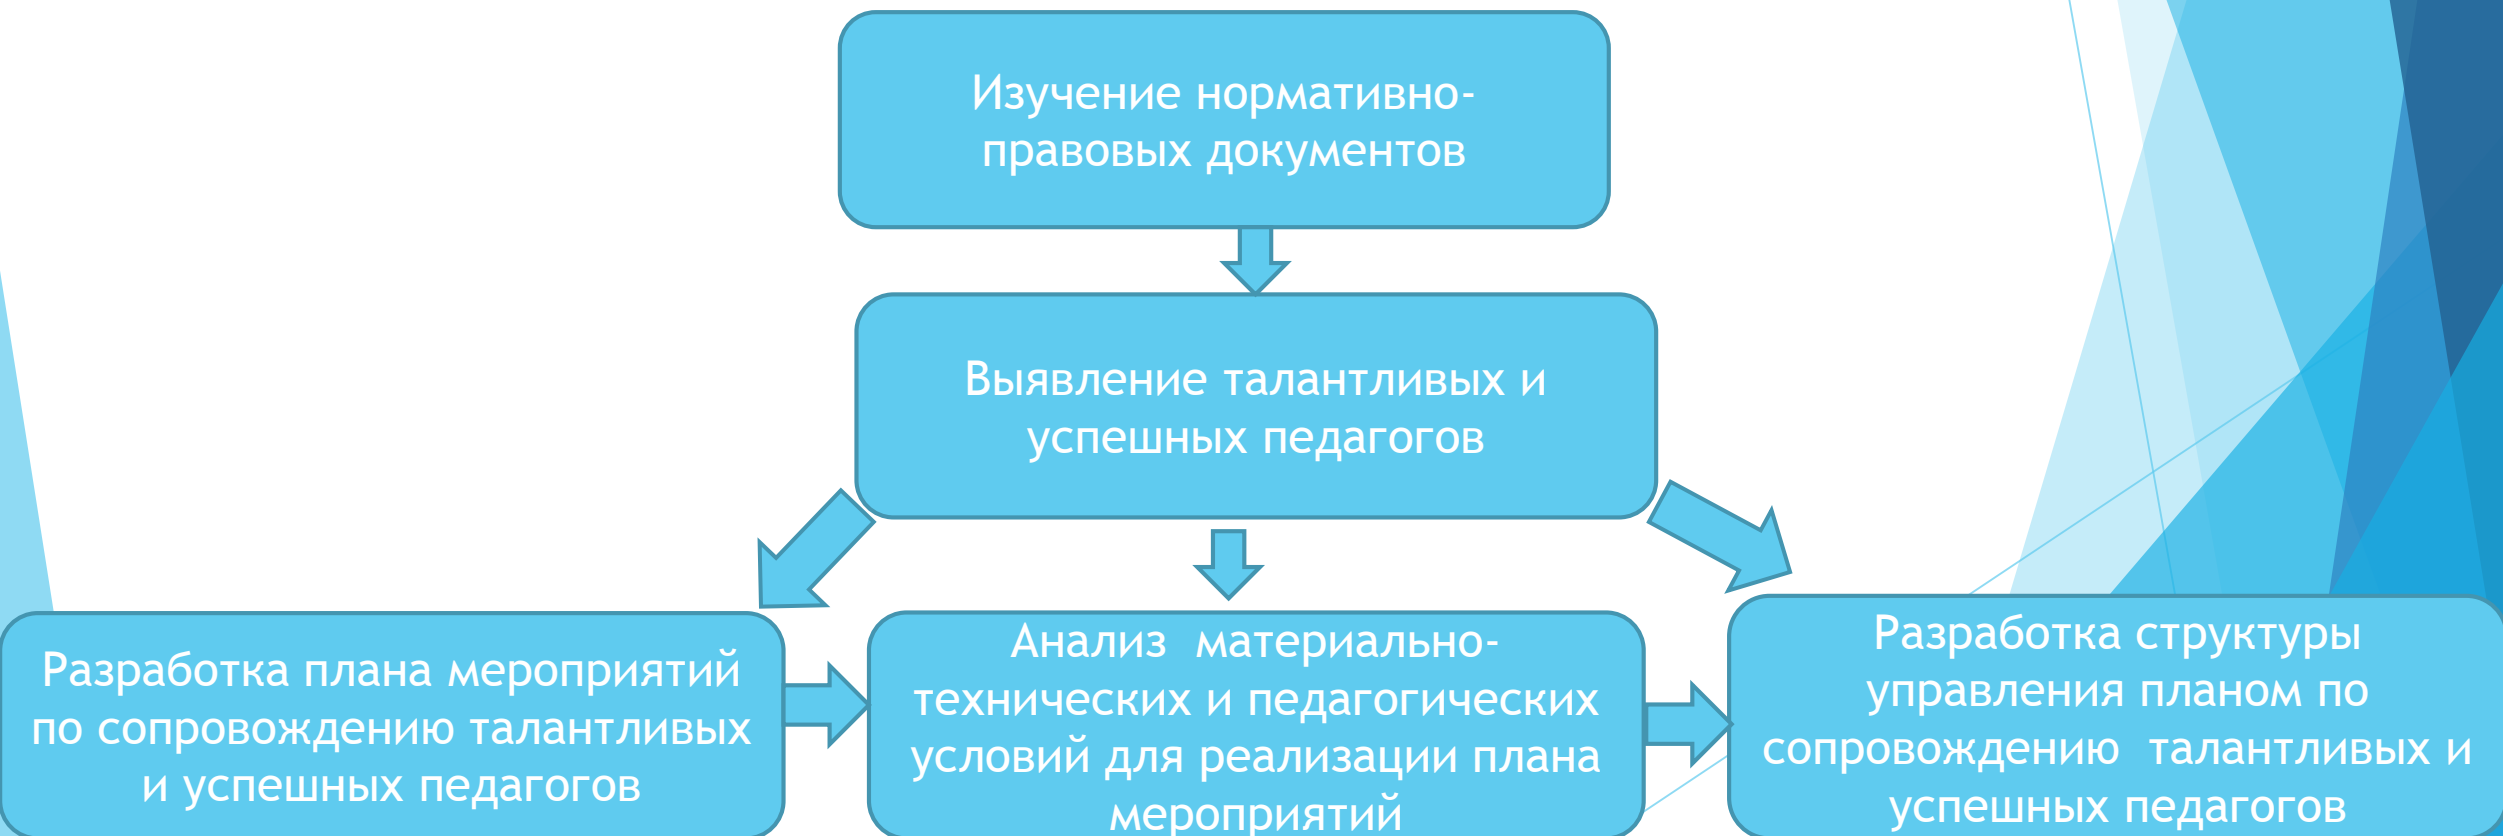 Изучение нормативно-
правовых документов
Выявление талантливых и
успешных педагогов
Разработка плана мероприятий
по сопровождению талантливых
и успешных педагогов
Анализ  материально-
технических и педагогических
условий для реализации плана
мероприятий
Разработка структуры
управления планом по
сопровождению  талантливых и
успешных педагогов